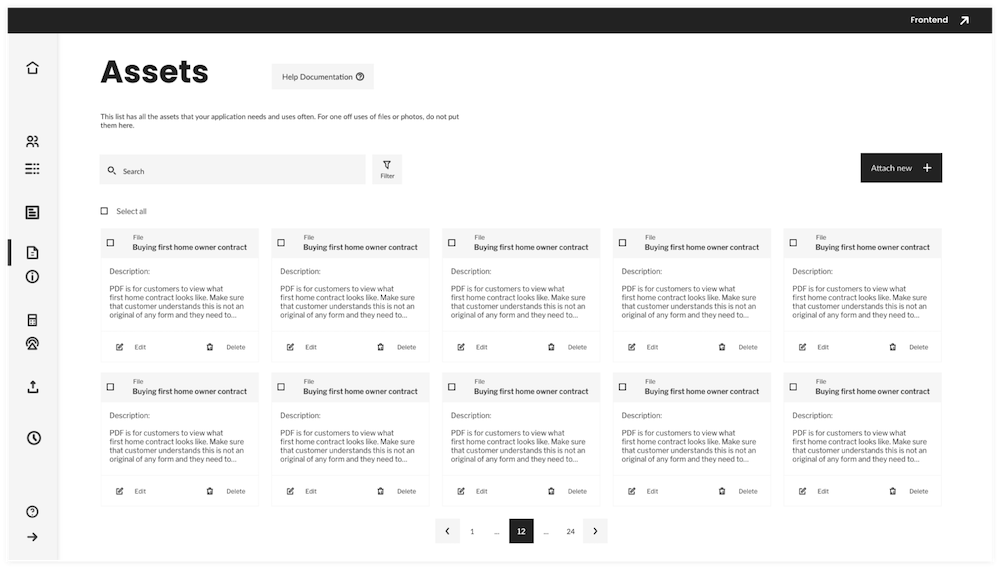 Frontend
Assets
Help Documentation
This list has all the assets that your application needs and uses often. For one off uses of files or photos, do not put
them here.
Search
Filter
Attach new
Select all
File
Buying first home owner contract
Description:
PDF is for customers to view what
first home contract looks like. Make sure
that customer understands this is not an
original of any form and they need to...
Edit Delete
File
Buying first home owner contract
Description:
PDF is for customers to view what
first home contract looks like. Make sure
that customer understands this is not an
original of any form and they need to...
Edit Delete
File
Buying first home owner contract
Description:
PDF is for customers to view what
first home contract looks like. Make sure
that customer understands this is not an
original of any form and they need to...
Edit Delete
File
Buying first home owner contract
Description:
PDF is for customers to view what
first home contract looks like. Make sure
that customer understands this is not an
original of any form and they need to...
Edit Delete
File
Buying first home owner contract
Description:
PDF is for customers to view what
first home contract looks like. Make sure
that customer understands this is not an
original of any form and they need to...
Edit Delete
File
Buying first home owner contract
Description:
PDF is for customers to view what
first home contract looks like. Make sure
that customer understands this is not an
original of any form and they need to...
Edit Delete
File
Buying first home owner contract
Description:
PDF is for customers to view what
first home contract looks like. Make sure
that customer understands this is not an
original of any form and they need to...
Edit Delete
File
Buying first home owner contract
Description:
PDF is for customers to view what
first home contract looks like. Make sure
that customer understands this is not an
original of any form and they need to...
Edit Delete
File
Buying first home owner contract
Description:
PDF is for customers to view what
first home contract looks like. Make sure
that customer understands this is not an
original of any form and they need to...
Edit Delete
File
Buying first home owner contract
Description:
PDF is for customers to view what
first home contract looks like. Make sure
that customer understands this is not an
original of any form and they need to...
Edit Delete
1 ... 12 ... 24